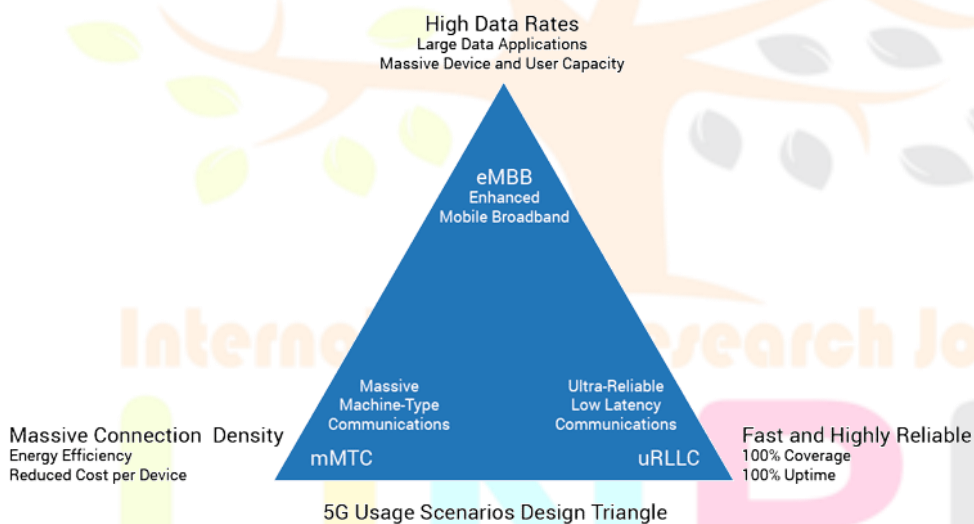 High Data Rates
Large Data Applications
Massive Device and User Capacity
eMBB
Enhanced
Mobile Broadband
Massive
Machine-Type
Communications
mMTC
Ultra-Reliable
Low Latency
Communications
uRLLC
Massive Connection Density
Energy Efficiency
Reduced Cost per Device
Fast and Highly Reliable
100% Coverage
100% Uptime
5G Usage Scenarios Design Triangle